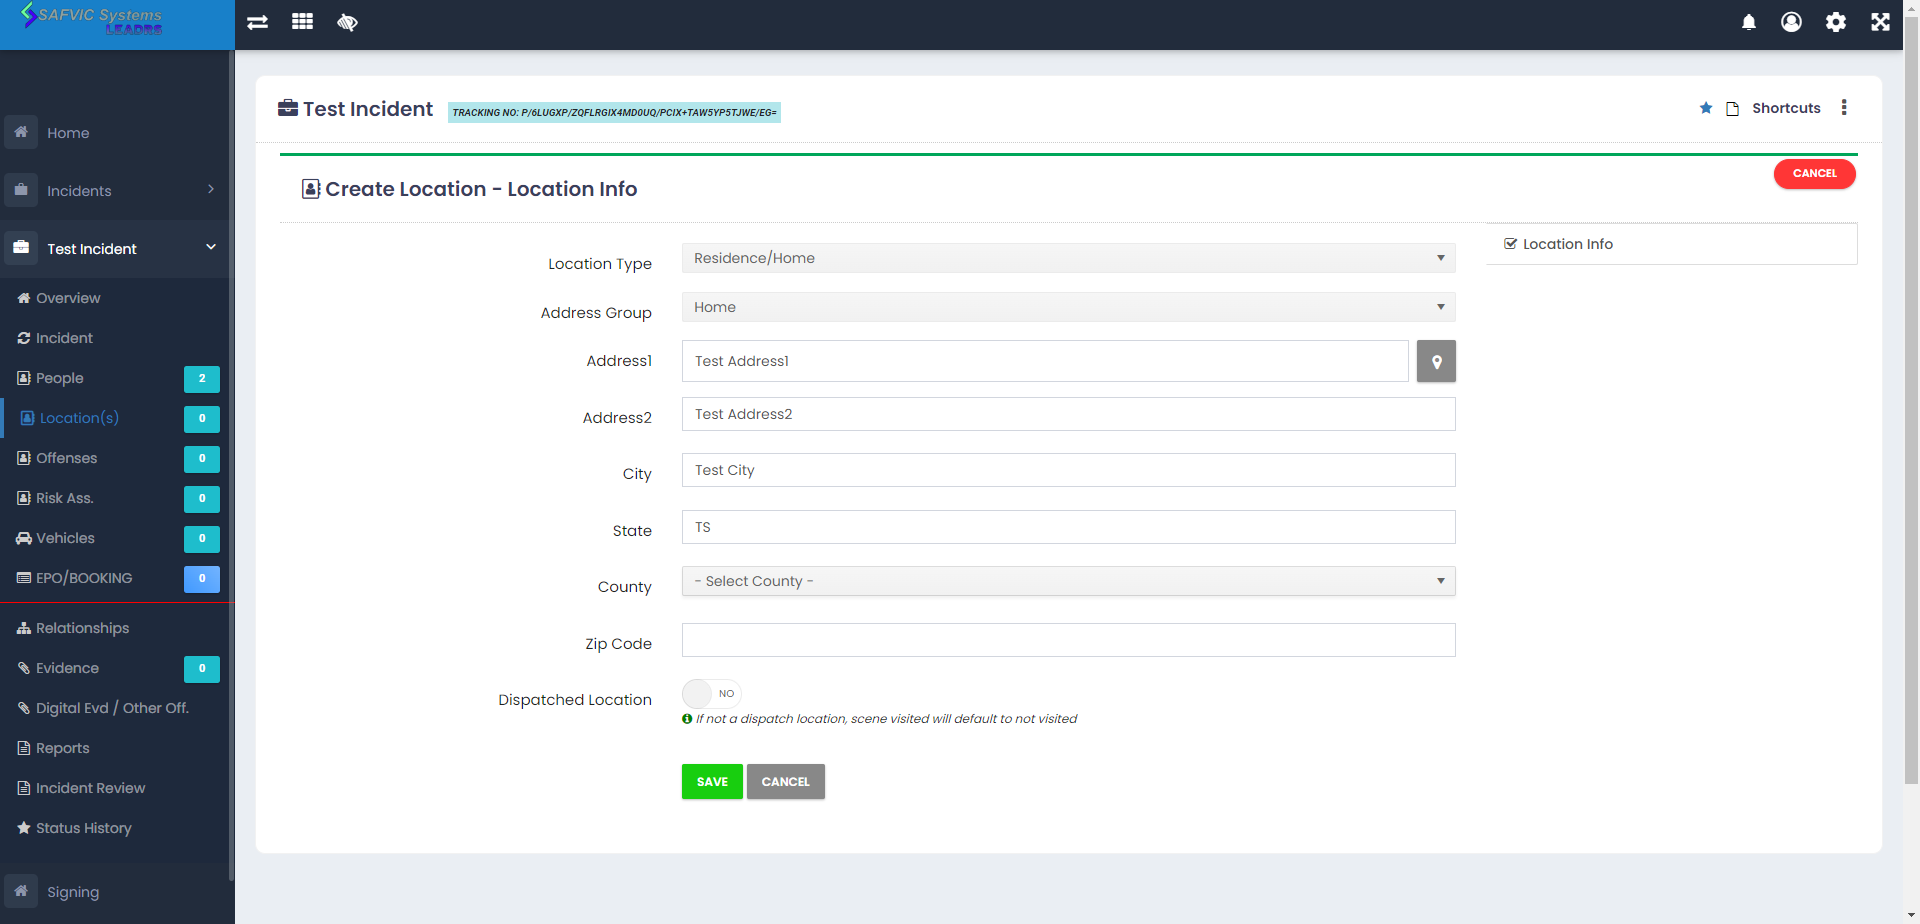 SAFVIC Systems
LEADRS
Test Incident
TRACKING NO: P/6LUGXP/ZQFLRGIX4MD0UQ/PCIX+TAW5YP5TJWE/EG=
Shortcuts
Home
Incidents
Test Incident
Overview
Incident
People 2
Location(s) 0
Offenses 0
Risk Ass. 0
Vehicles 0
EPO/BOOKING 0
Relationships
Evidence 0
Digital Evd / Other Off.
Reports
Incident Review
Status History
Signing
Create Location - Location Info
CANCEL
Location Info
Location Type Residence/Home
Address Group Home
Address1 Test Address1
Address2 Test Address2
City Test City
State TS
County - Select County -
Zip Code
Dispatched Location NO
If not a dispatch location, scene visited will default to not visited
SAVE CANCEL